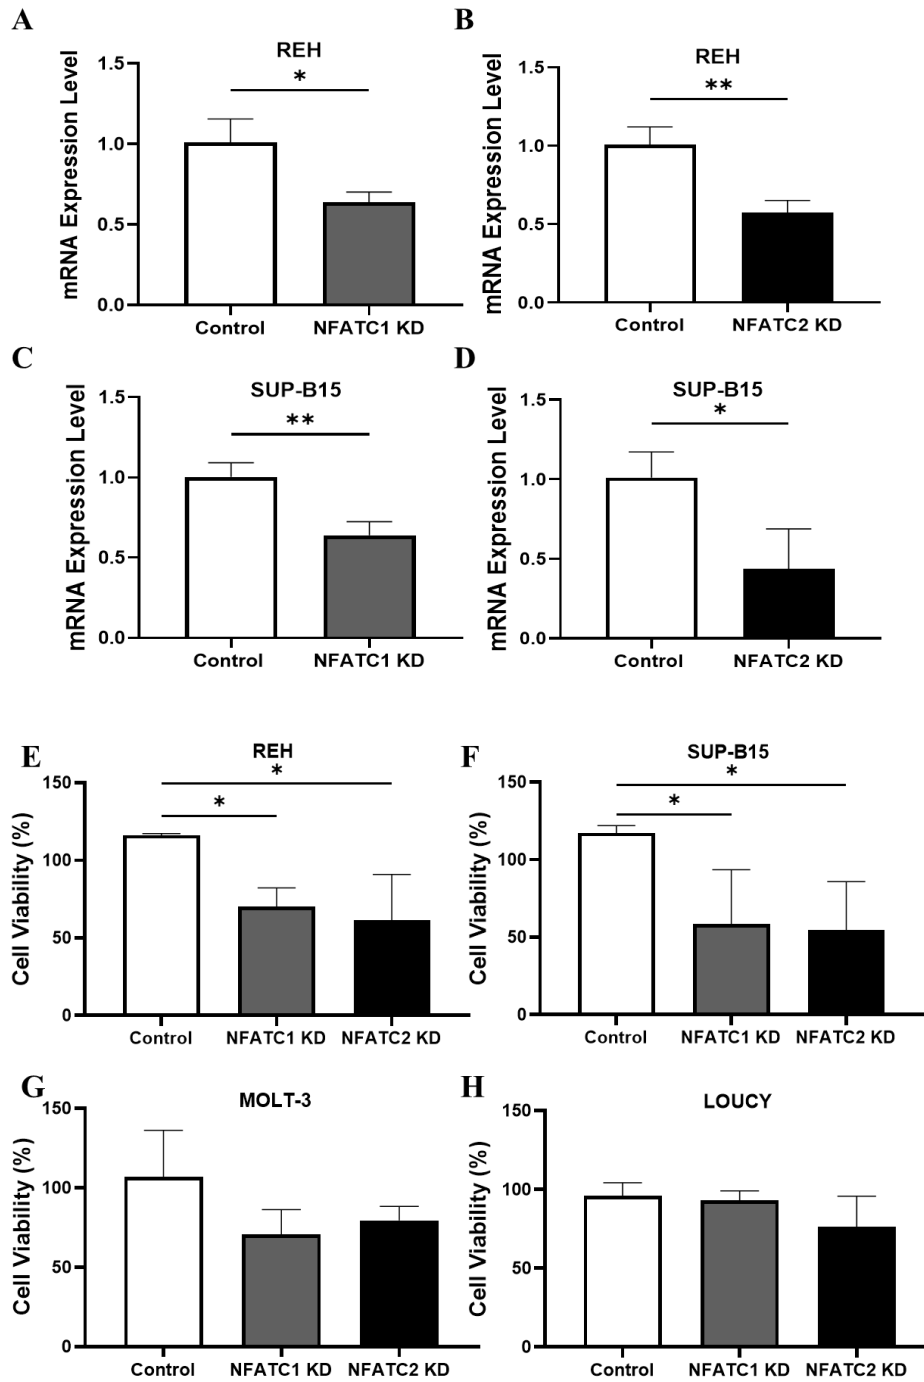 A
REH
*
mRNA Expression Level
1.5
1.0
0.5
0.0
Control
NFATC1 KD
B
REH
**
mRNA Expression Level
1.5
1.0
0.5
0.0
Control
NFATC2 KD
C
SUP-B15
**
mRNA Expression Level
1.5
1.0
0.5
0.0
Control
NFATC1 KD
D
SUP-B15
*
mRNA Expression Level
1.5
1.0
0.5
0.0
Control
NFATC2 KD
E
REH
*
*
Cell Viability (%)
150
100
50
0
Control
NFATC1 KD
NFATC2 KD
F
SUP-B15
*
*
Cell Viability (%)
150
100
50
0
Control
NFATC1 KD
NFATC2 KD
G
MOLT-3
Cell Viability (%)
150
100
50
0
Control
NFATC1 KD
NFATC2 KD
H
LOUCY
Cell Viability (%)
150
100
50
0
Control
NFATC1 KD
NFATC2 KD